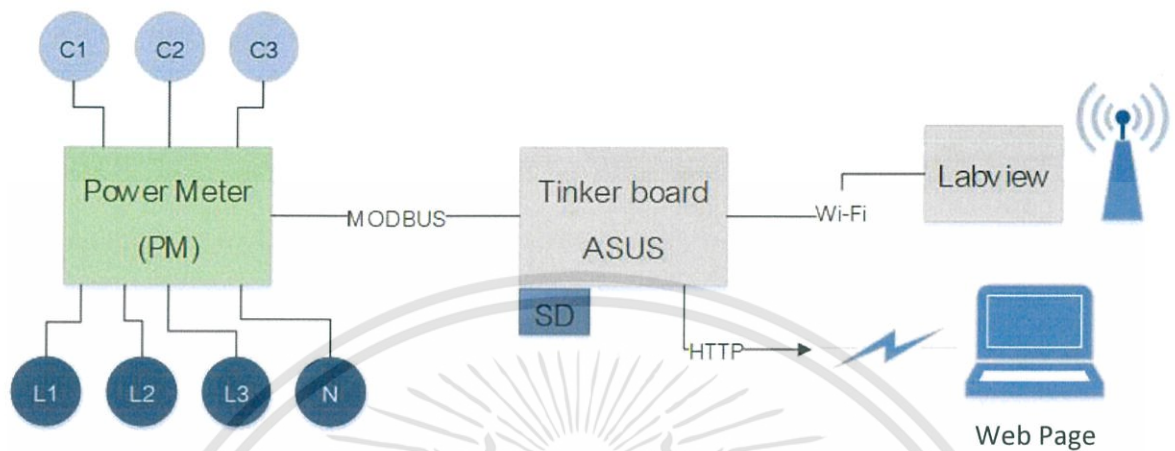 C1
C2
C3
Power Meter
(PM)
MODBUS
Tinker board
ASUS
SD
Wi-Fi
Labview
HTTP
L1
L2
L3
N
Web Page